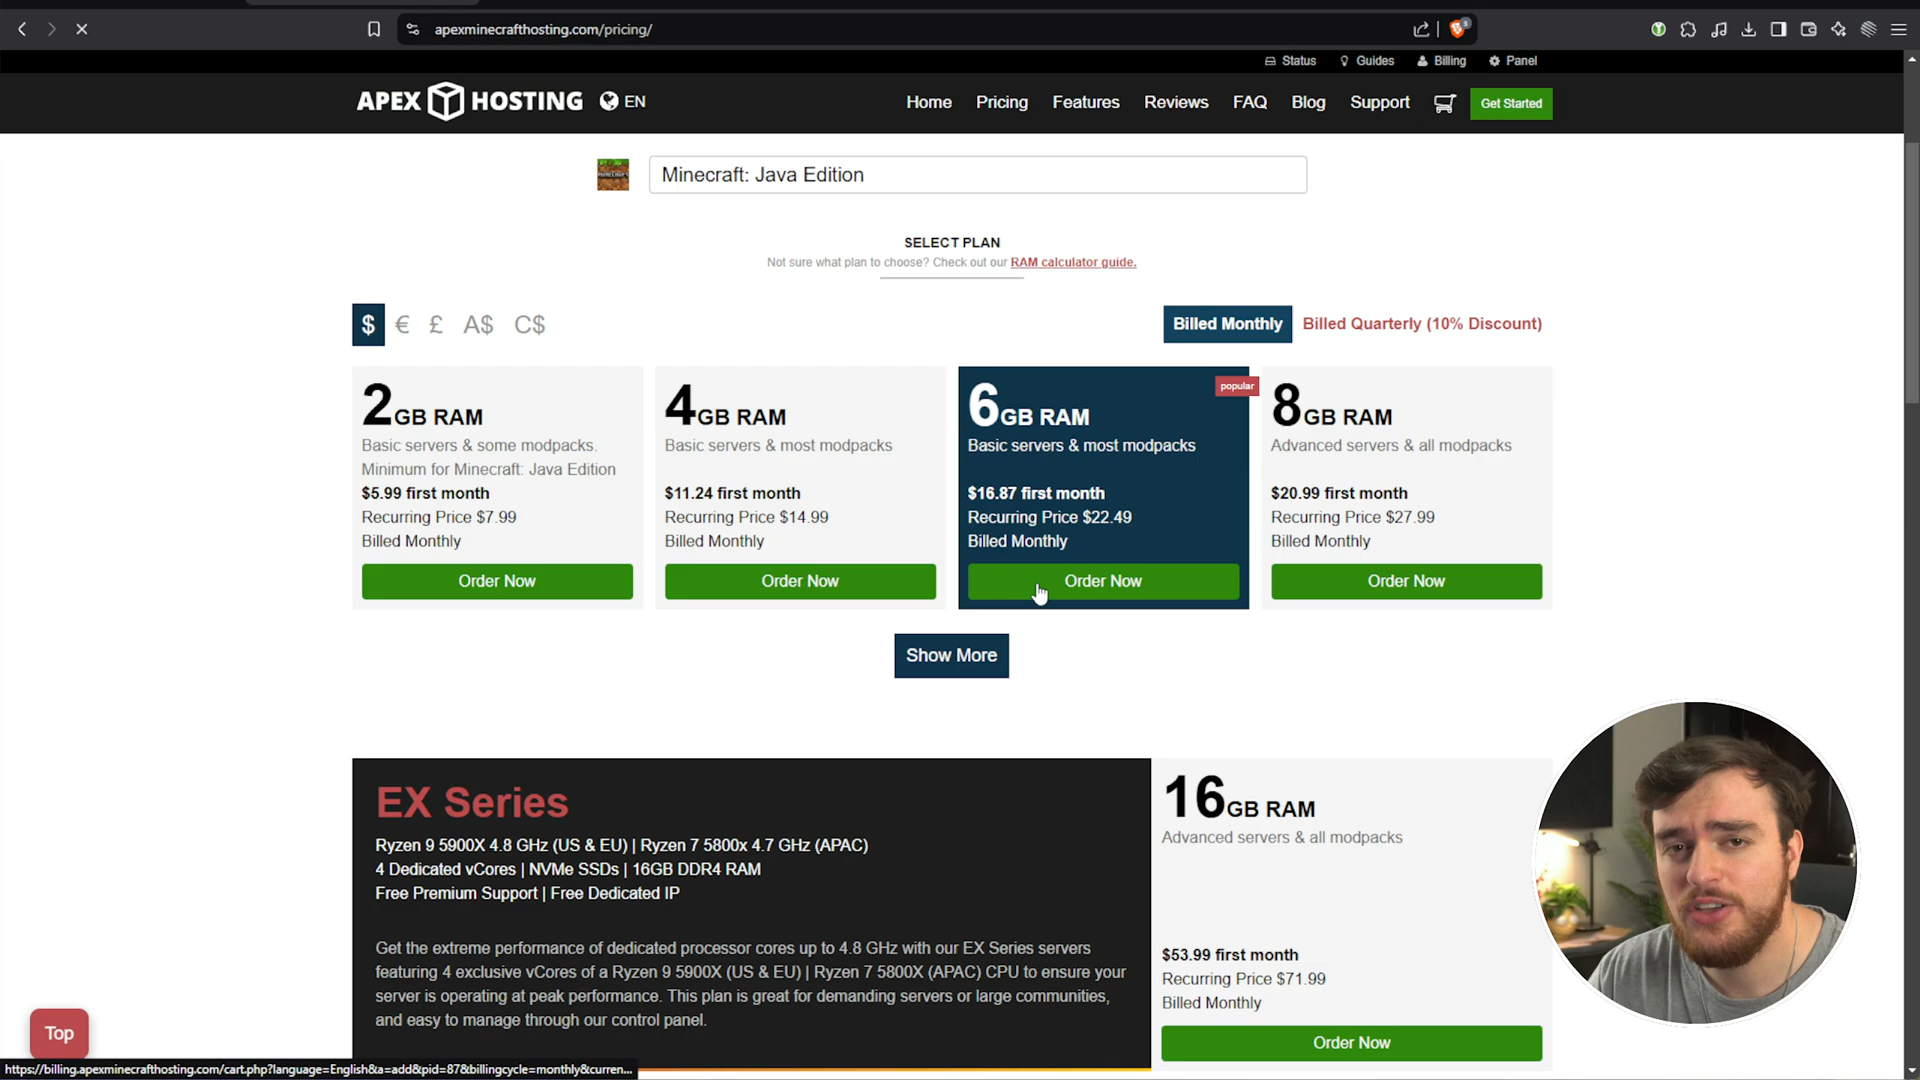 apexminecrafthosting.com/pricing/
Status
Guides
Billing
Panel
APEX HOSTING
EN
Home
Pricing
Features
Reviews
FAQ
Blog
Support
Get Started
Minecraft: Java Edition
SELECT PLAN
Not sure what plan to choose? Check out our RAM calculator guide.
$ € £ A$ C$
Billed Monthly
Billed Quarterly (10% Discount)
2GB RAM
Basic servers & some modpacks.
Minimum for Minecraft: Java Edition
$5.99 first month
Recurring Price $7.99
Billed Monthly
Order Now
4GB RAM
Basic servers & most modpacks
$11.24 first month
Recurring Price $14.99
Billed Monthly
Order Now
popular
6GB RAM
Basic servers & most modpacks
$16.87 first month
Recurring Price $22.49
Billed Monthly
Order Now
8GB RAM
Advanced servers & all modpacks
$20.99 first month
Recurring Price $27.99
Billed Monthly
Order Now
Show More
EX Series
Ryzen 9 5900X 4.8 GHz (US & EU) | Ryzen 7 5800x 4.7 GHz (APAC)
4 Dedicated vCores | NVMe SSDs | 16GB DDR4 RAM
Free Premium Support | Free Dedicated IP
Get the extreme performance of dedicated processor cores up to 4.8 GHz with our EX Series servers
featuring 4 exclusive vCores of a Ryzen 9 5900X (US & EU) | Ryzen 7 5800X (APAC) CPU to ensure your
server is operating at peak performance. This plan is great for demanding servers or large communities,
and easy to manage through our control panel.
16GB RAM
Advanced servers & all modpacks
$53.99 first month
Recurring Price $71.99
Billed Monthly
Order Now
Top
https://billing.apexminecrafthosting.com/cart.php?language=English&a=add&pid=87&billingcycle=monthly&curren...